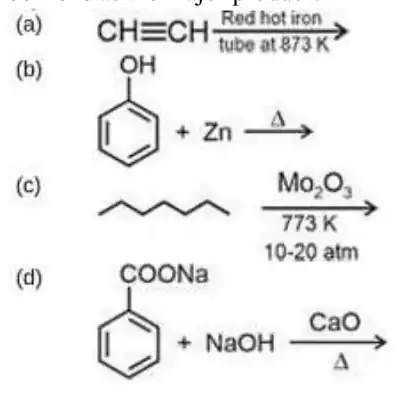 (a) CH≡CH Red hot iron
tube at 873 K
(b) OH
+ Zn Δ
(c) Mo₂O₃
773 K
10-20 atm
(d) COONa
+ NaOH CaO
Δ